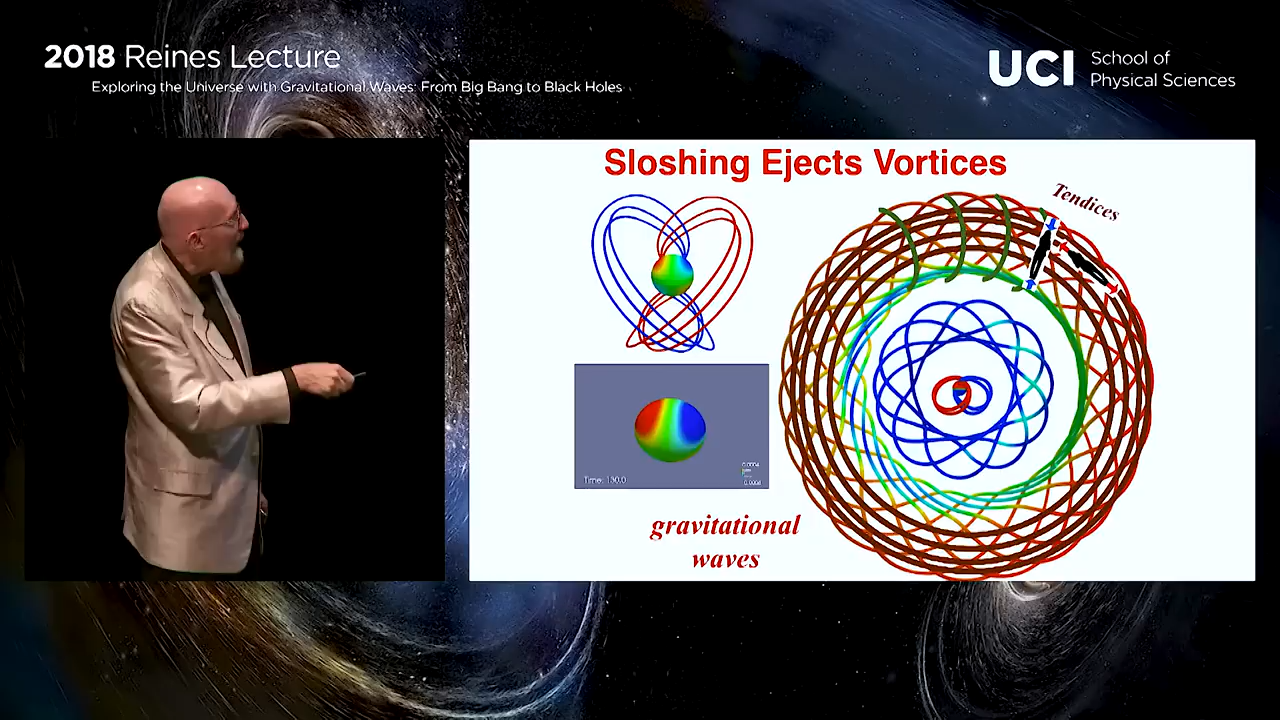 2018 Reines Lecture
Exploring the Universe with Gravitational Waves: From Big Bang to Black Holes
UCI School of
Physical Sciences
Sloshing Ejects Vortices
Tendices
Time: 130.0
gravitational
waves